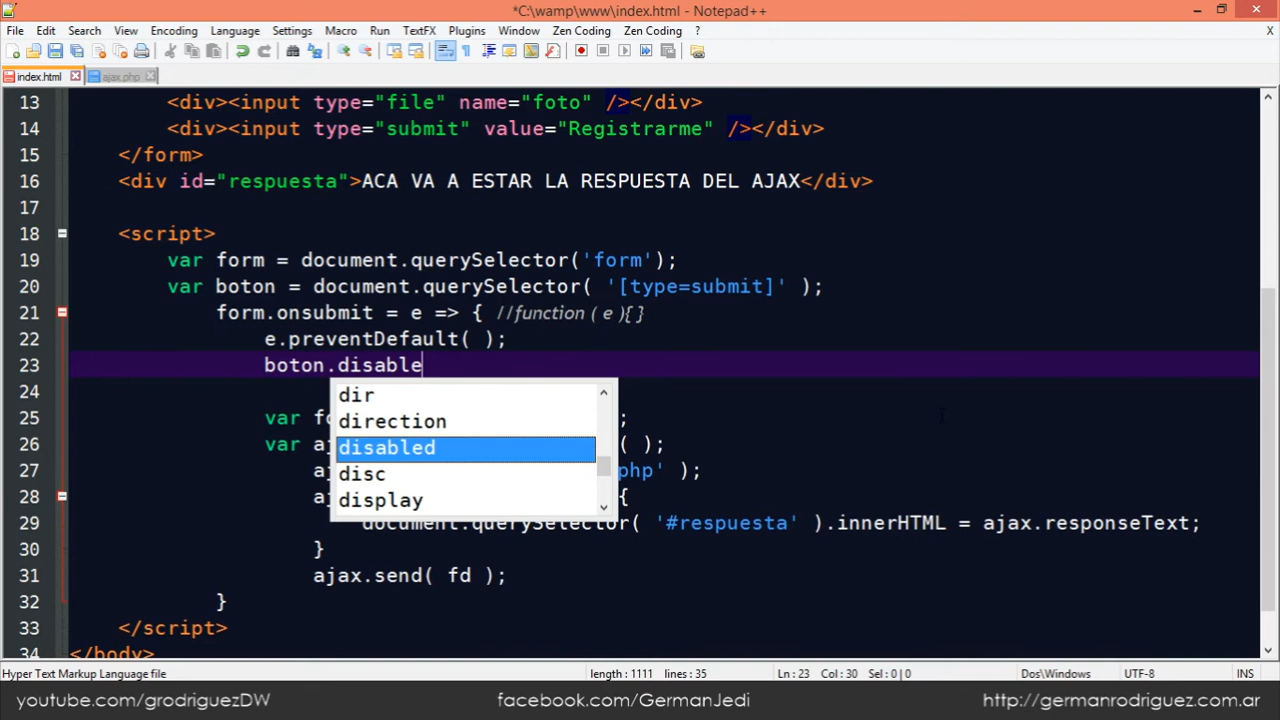 *C:\wamp\www\index.html - Notepad++
File Edit Search View Encoding Language Settings Macro Run TextFX Plugins Window Zen Coding Zen Coding ? X
index.html ajax.php
13 <div><input type="file" name="foto" /></div>
14 <div><input type="submit" value="Registrarme" /></div>
15 </form>
16 <div id="respuesta">ACA VA A ESTAR LA RESPUESTA DEL AJAX</div>
17
18 <script>
19 var form = document.querySelector('form');
20 var boton = document.querySelector( '[type=submit]' );
21 form.onsubmit = e => { //function ( e ){ }
22 e.preventDefault( );
23 boton.disable
24 dir
direction
25 var fo ;
26 var aj ( );
disabled
27 aj php' );
disc
28 aj {
display
29 document.querySelector( '#respuesta' ).innerHTML = ajax.responseText;
30 }
31 ajax.send( fd );
32 }
33 </script>
34 </body>
Hyper Text Markup Language file length : 1111 lines : 35 Ln : 23 Col : 30 Sel : 0 | 0 Dos\Windows UTF-8 INS
youtube.com/grodriguezDW facebook.com/GermanJedi http://germanrodriguez.com.ar